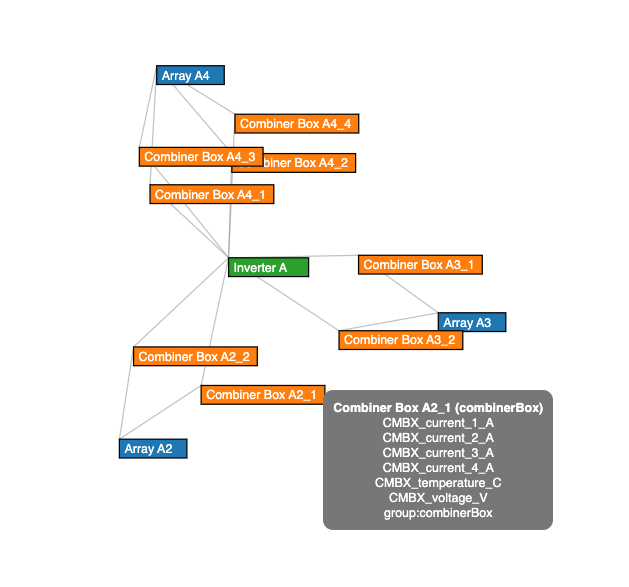 Array A4
Combiner Box A4_4
Combiner Box A4_3
biner Box A4_2
Combiner Box A4_1
Inverter A
Combiner Box A3_1
Array A3
Combiner Box A3_2
Combiner Box A2_2
Combiner Box A2_1
Array A2
Combiner Box A2_1 (combinerBox)
CMBX_current_1_A
CMBX_current_2_A
CMBX_current_3_A
CMBX_current_4_A
CMBX_temperature_C
CMBX_voltage_V
group:combinerBox